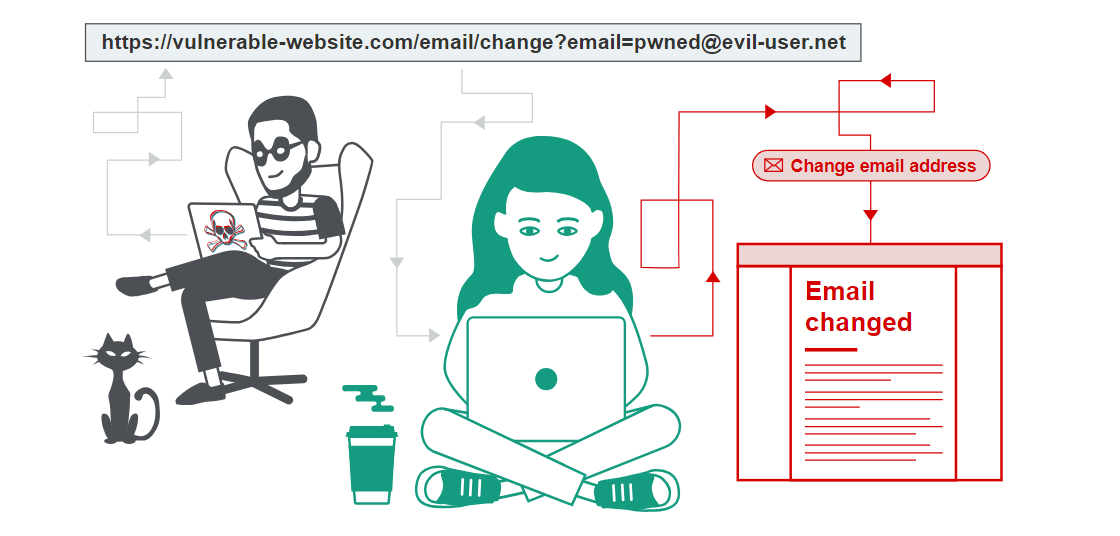 https://vulnerable-website.com/email/change?email=pwned@evil-user.net
Change email address
Email
changed